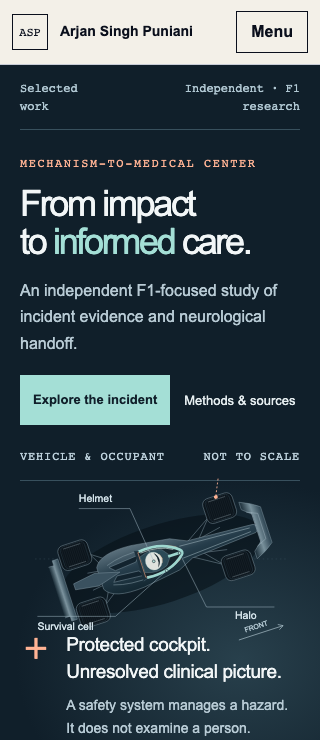 ASP
Arjan Singh Puniani
Menu
Selected
work
Independent · F1
research
MECHANISM-TO-MEDICAL CENTER
From impact
to informed care.
An independent F1-focused study of
incident evidence and neurological
handoff.
Explore the incident
Methods & sources
VEHICLE & OCCUPANT
NOT TO SCALE
Helmet
Survival cell
Halo
FRONT
Protected cockpit.
Unresolved clinical picture.
A safety system manages a hazard.
It does not examine a person.